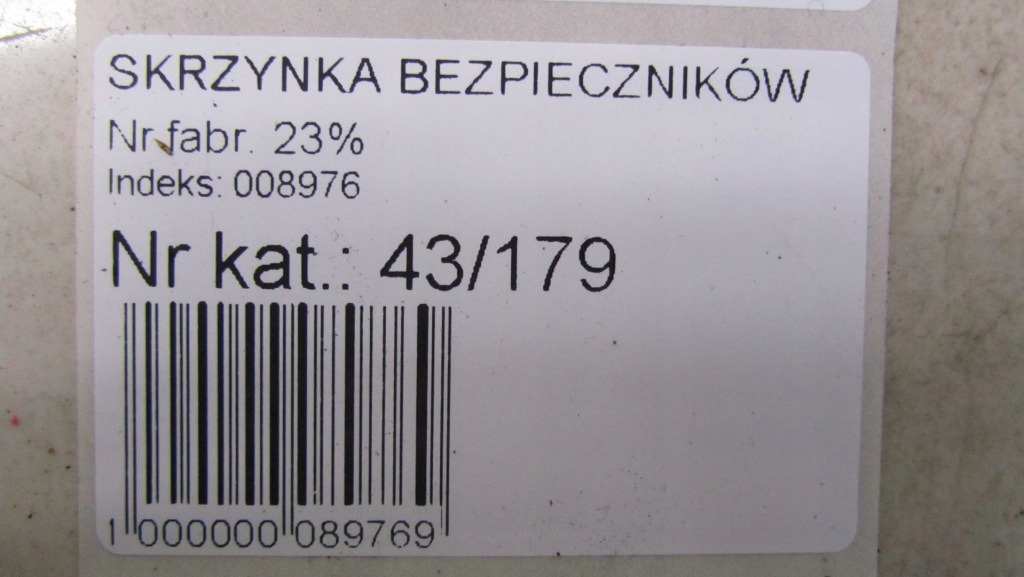 SKRZYNKA BEZPIECZNIKÓW
Nr fabr. 23%
Indeks: 008976
Nr kat.: 43/179
1 000000 089769